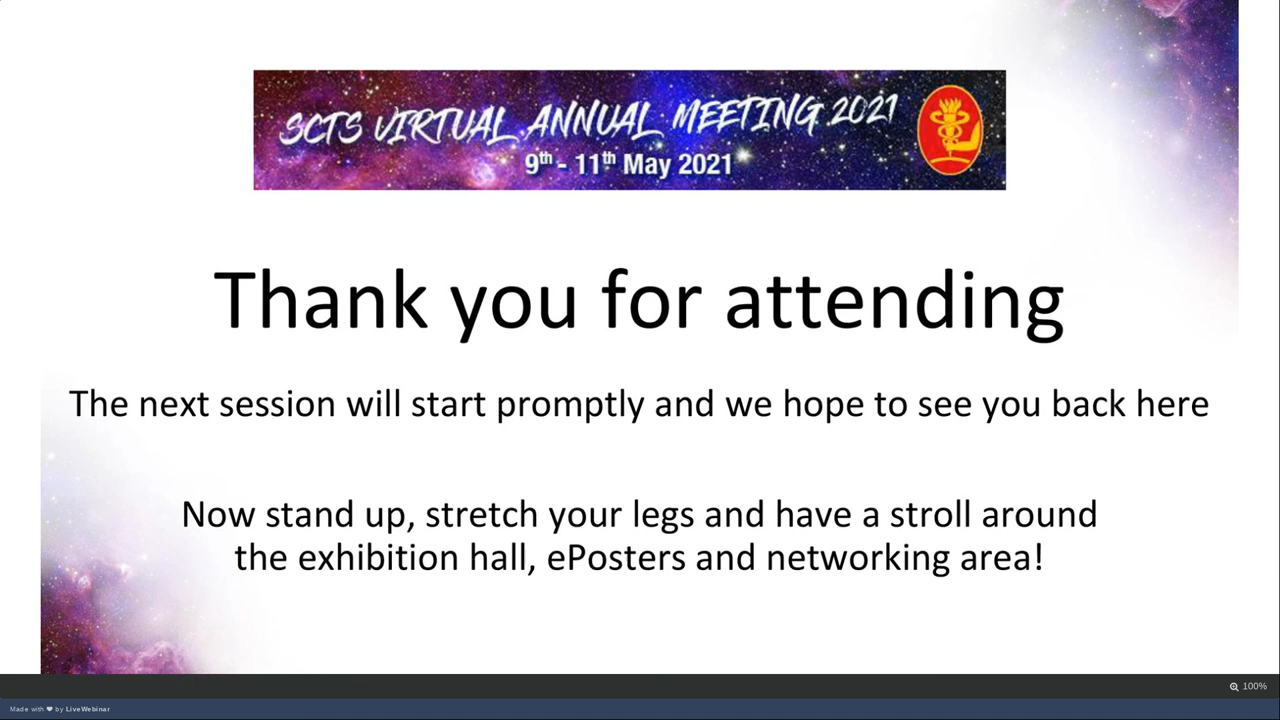 SCTS VIRTUAL ANNUAL MEETING 2021
9th - 11th May 2021
Thank you for attending
The next session will start promptly and we hope to see you back here
Now stand up, stretch your legs and have a stroll around
the exhibition hall, ePosters and networking area!
100%
Made with ❤ by LiveWebinar